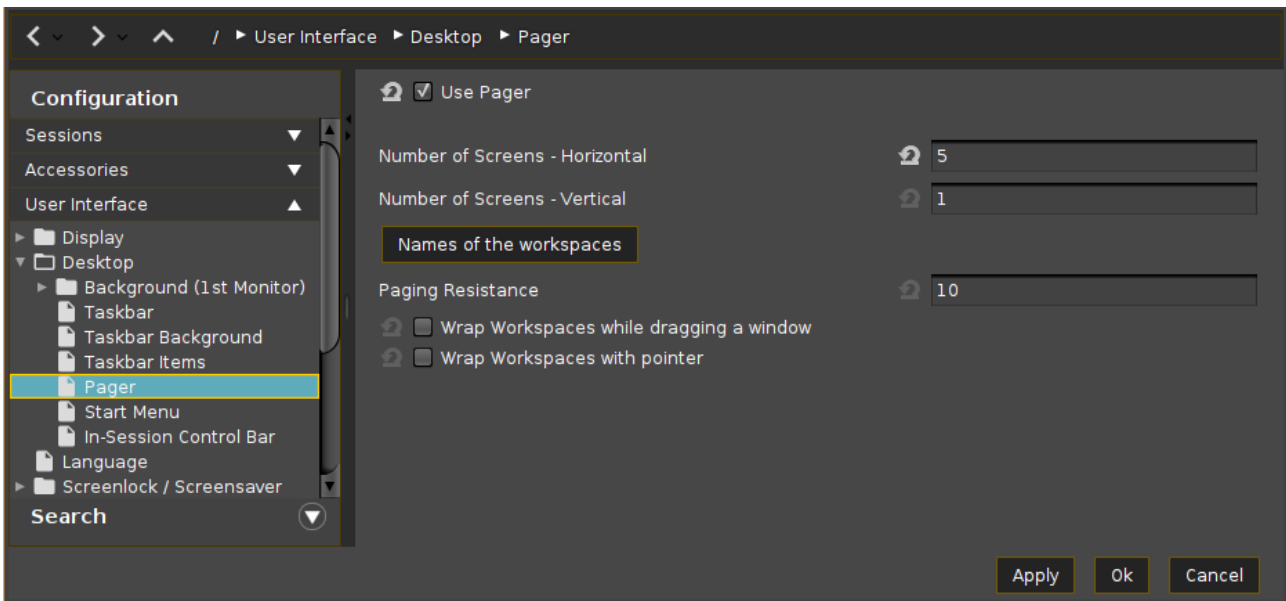 / ▶ User Interface ▶ Desktop ▶ Pager
Configuration
Sessions
Accessories
User Interface
Display
Desktop
Background (1st Monitor)
Taskbar
Taskbar Background
Taskbar Items
Pager
Start Menu
In-Session Control Bar
Language
Screenlock / Screensaver
Search
Use Pager
Number of Screens - Horizontal 5
Number of Screens - Vertical 1
Names of the workspaces
Paging Resistance 10
Wrap Workspaces while dragging a window
Wrap Workspaces with pointer
Apply Ok Cancel